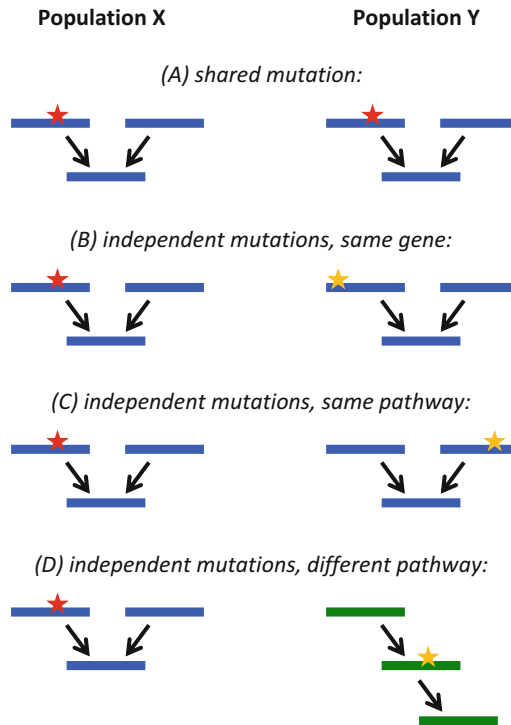 Population X
Population Y
(A) shared mutation:
(B) independent mutations, same gene:
(C) independent mutations, same pathway:
(D) independent mutations, different pathway: